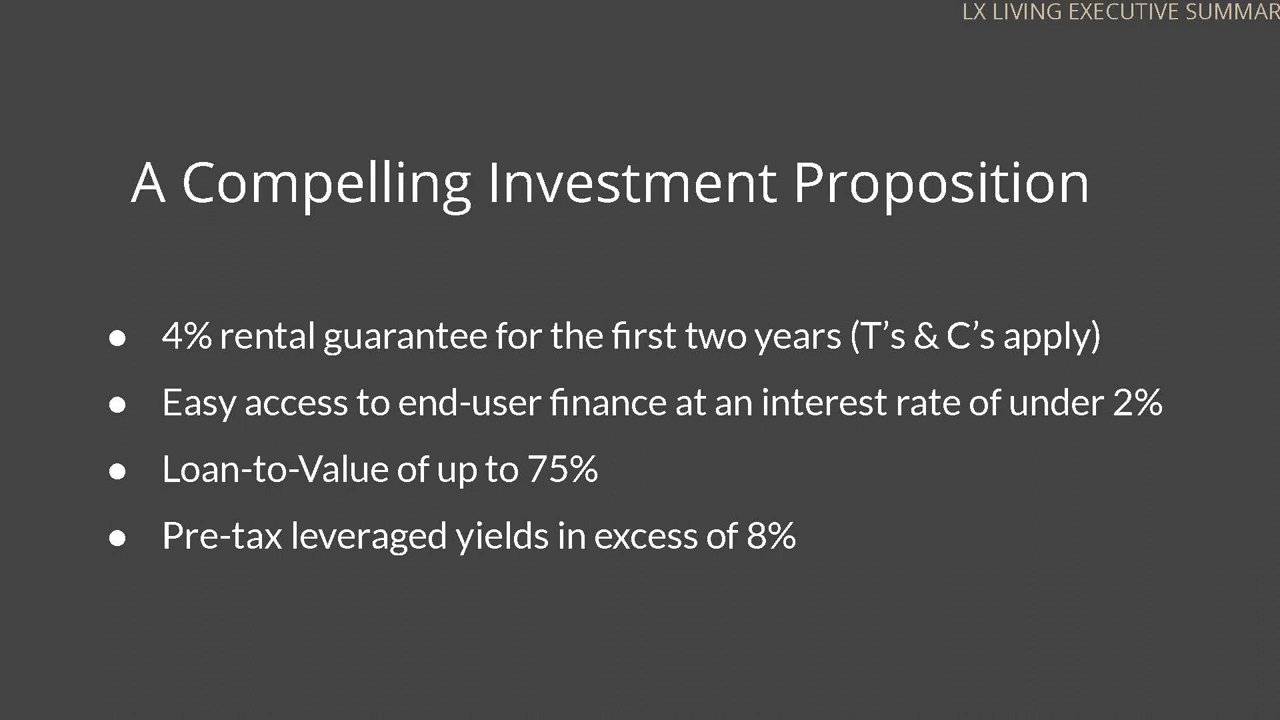 LX LIVING EXECUTIVE SUMMAR
A Compelling Investment Proposition
● 4% rental guarantee for the first two years (T’s & C’s apply)
● Easy access to end-user finance at an interest rate of under 2%
● Loan-to-Value of up to 75%
● Pre-tax leveraged yields in excess of 8%